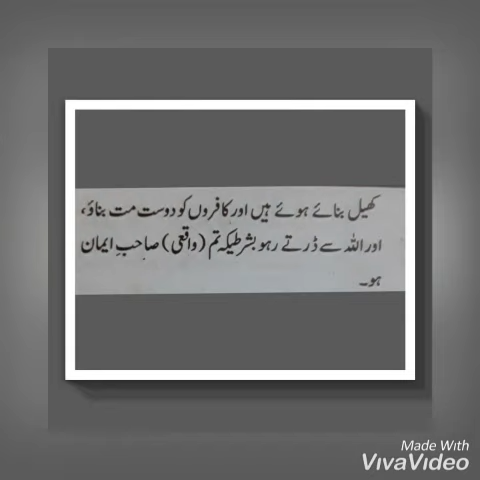 کھیل بنائے ہوئے ہیں اور کافروں کو دوست مت بناؤ،
اور اللہ سے ڈرتے رہو بشرطیکہ تم (واقعی) صاحبِ ایمان
ہو۔
Made With
VivaVideo